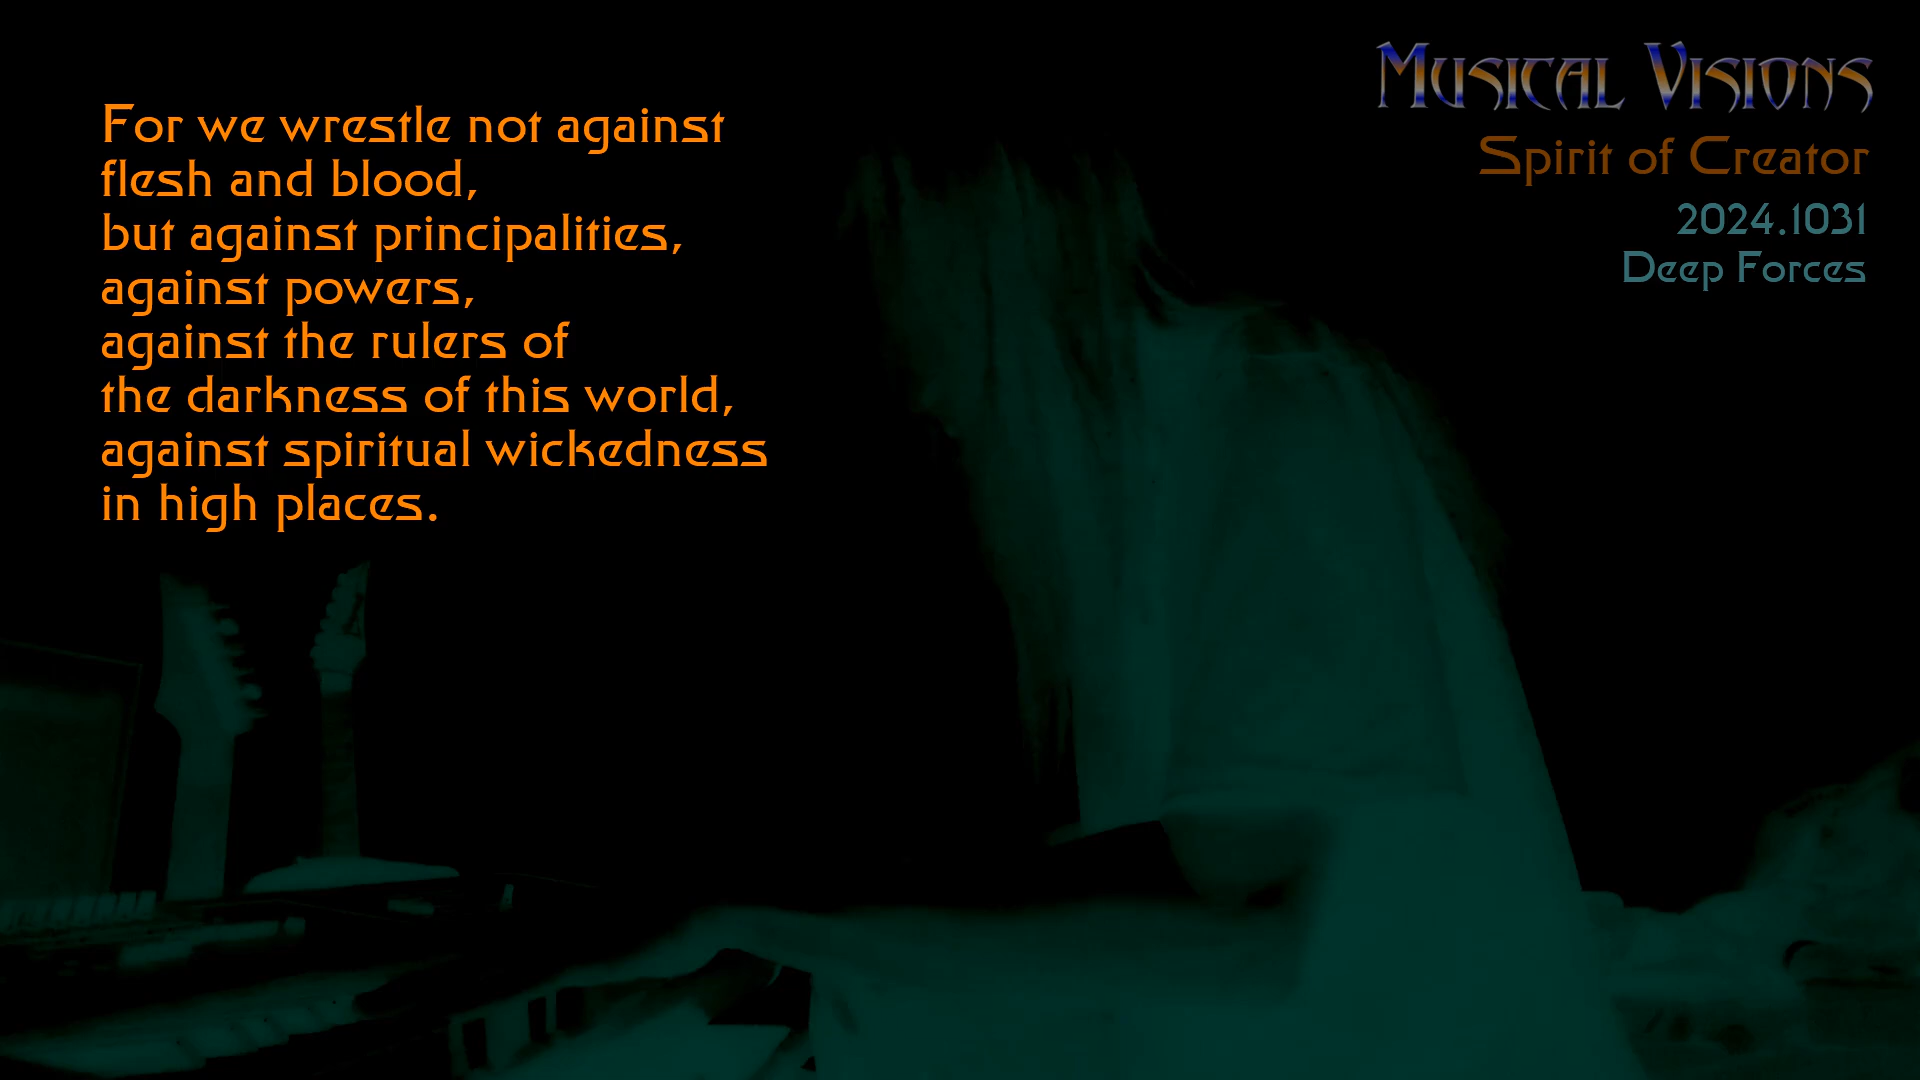 For we wrestle not against
flesh and blood,
but against principalities,
against powers,
against the rulers of
the darkness of this world,
against spiritual wickedness
in high places.
Musical Visions
Spirit of Creator
2024.1031
Deep Forces